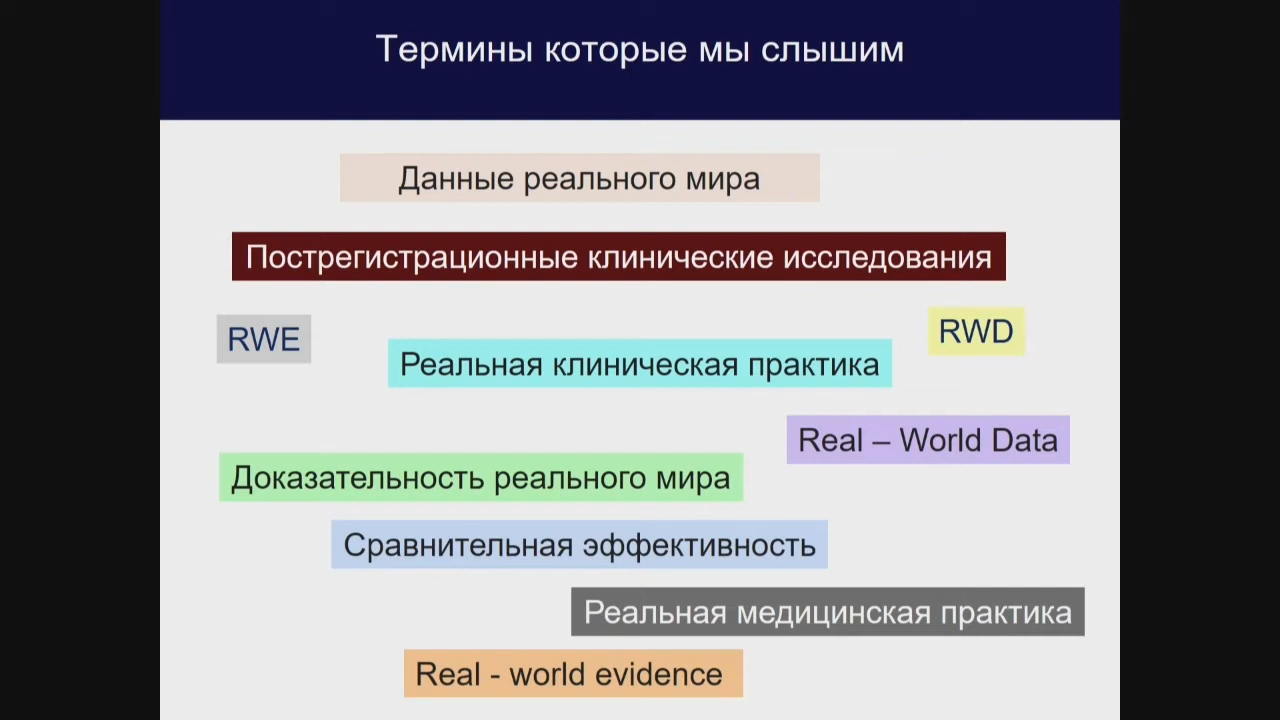 Термины которые мы слышим
Данные реального мира
Пострегистрационные клинические исследования
RWE
RWD
Реальная клиническая практика
Real – World Data
Доказательность реального мира
Сравнительная эффективность
Реальная медицинская практика
Real - world evidence